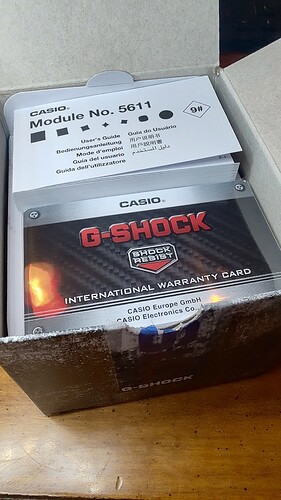 CASIO®
Module No. 5611
9#
User's Guide Guia do Usuário
Bedienungsanleitung 用户说明书
Mode d'emploi 用戶說明書
Guía del usuario دليل المستخدم
Guida dell'utilizzatore
CASIO®
G-SHOCK
SHOCK
RESIST
INTERNATIONAL WARRANTY CARD
CASIO Europe GmbH
CASIO Electronics Co.
G-SHOCK